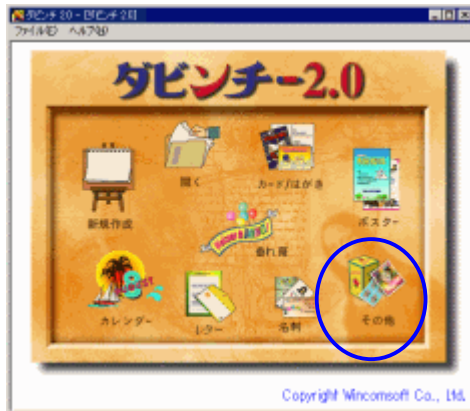 ダビンチ 2.0 - [ダビンチ 2.0]
ファイル(F) ヘルプ(H)
ダビンチー2.0
開く
カード/はがき
新規作成
ポスター
垂れ幕
カレンダー
レター
名刺
その他
Copyright Wincomsoft Co., Ltd.